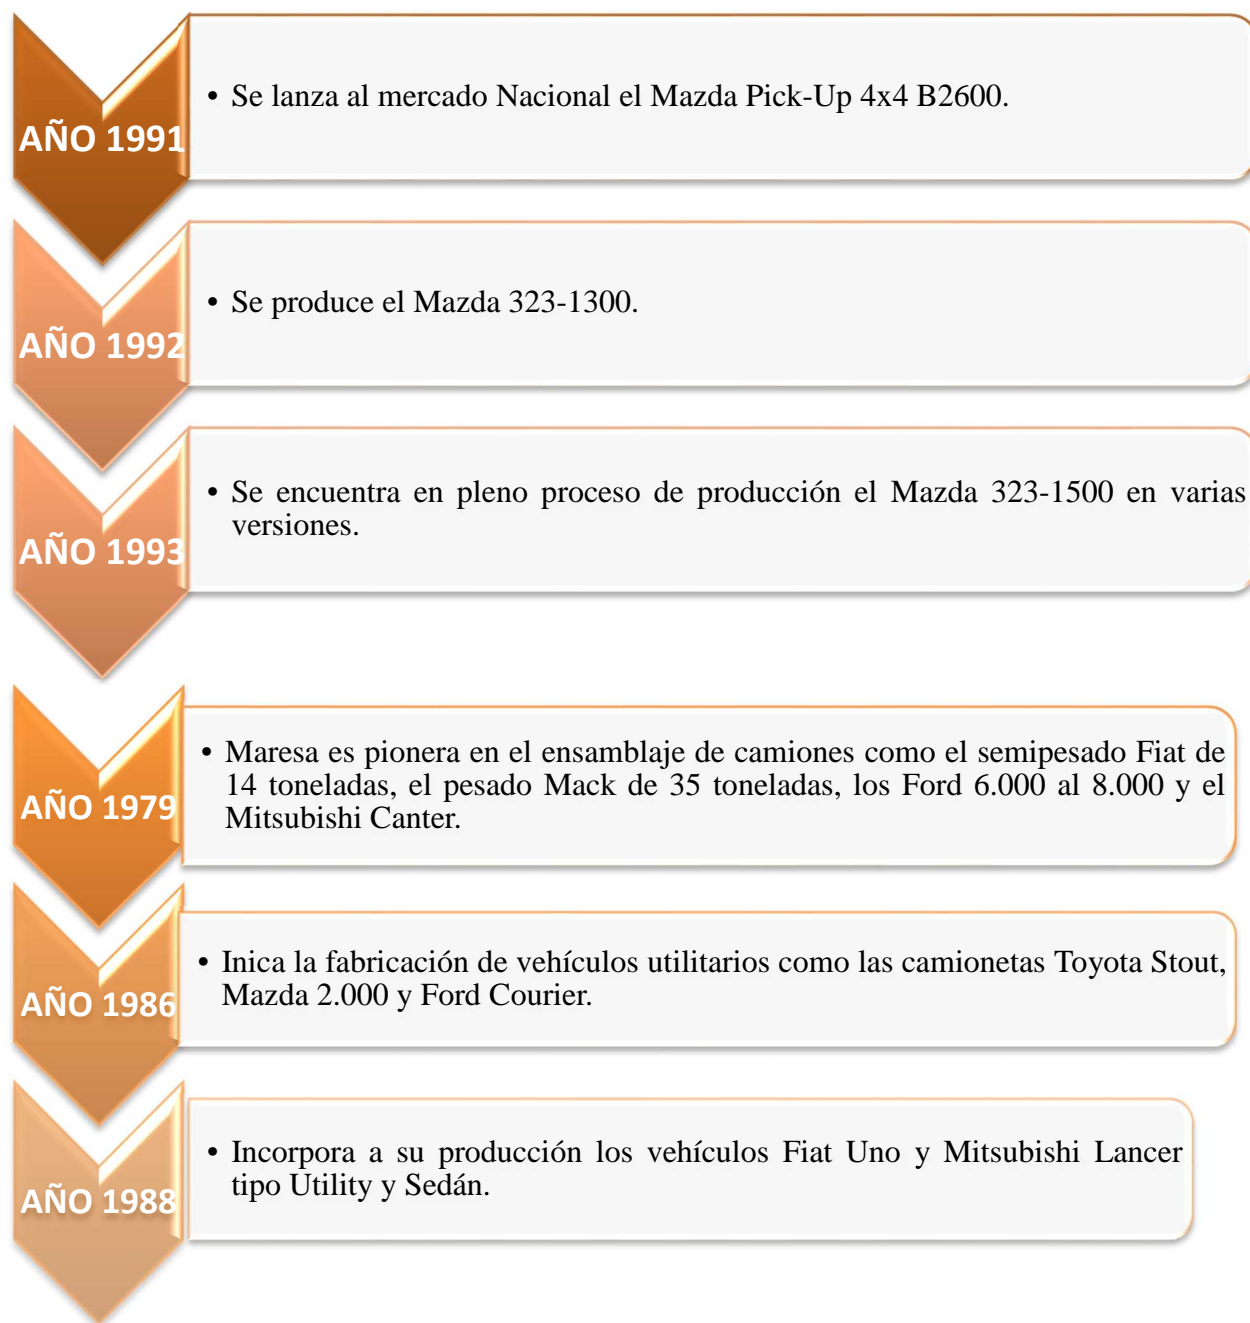 AÑO 1991
• Se lanza al mercado Nacional el Mazda Pick-Up 4x4 B2600.
AÑO 1992
• Se produce el Mazda 323-1300.
AÑO 1993
• Se encuentra en pleno proceso de producción el Mazda 323-1500 en varias
versiones.
AÑO 1979
• Maresa es pionera en el ensamblaje de camiones como el semipesado Fiat de
14 toneladas, el pesado Mack de 35 toneladas, los Ford 6.000 al 8.000 y el
Mitsubishi Canter.
AÑO 1986
• Inica la fabricación de vehículos utilitarios como las camionetas Toyota Stout,
Mazda 2.000 y Ford Courier.
AÑO 1988
• Incorpora a su producción los vehículos Fiat Uno y Mitsubishi Lancer
tipo Utility y Sedán.